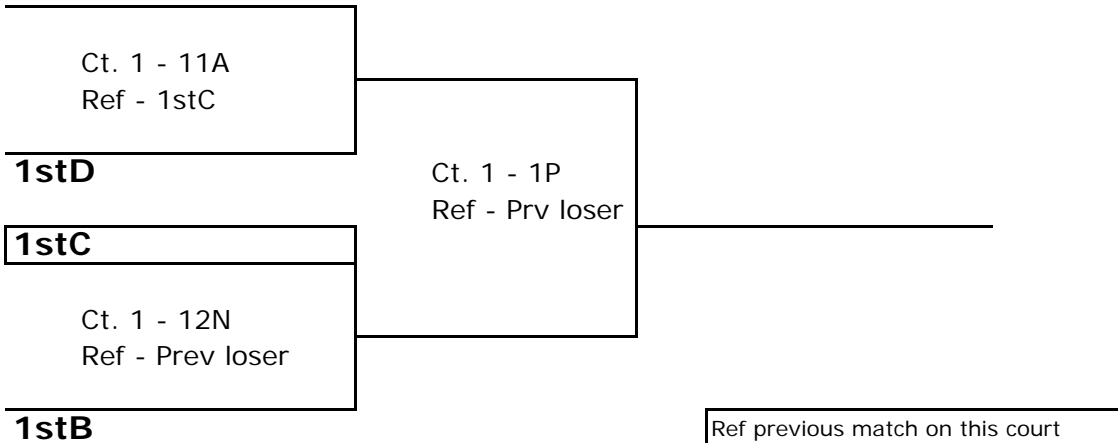 Ct. 1 - 11A
Ref - 1stC
1stD
Ct. 1 - 1P
Ref - Prv loser
1stC
Ct. 1 - 12N
Ref - Prev loser
1stB
Ref previous match on this court